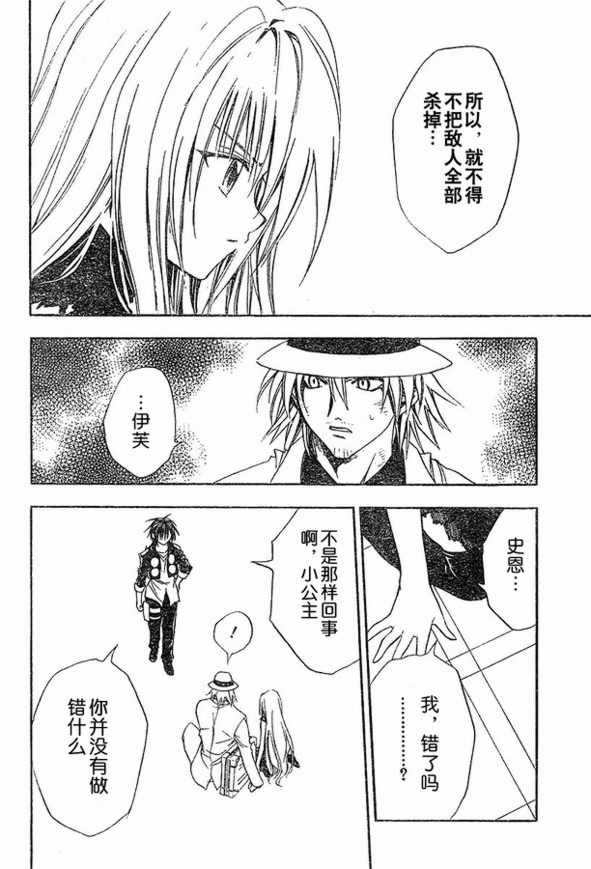 所以，就不得
不把敌人全部
杀掉…
…伊芙
史恩…
我，错了吗
…………？
不是那样回事
啊，小公主
！
你并没有做
错什么